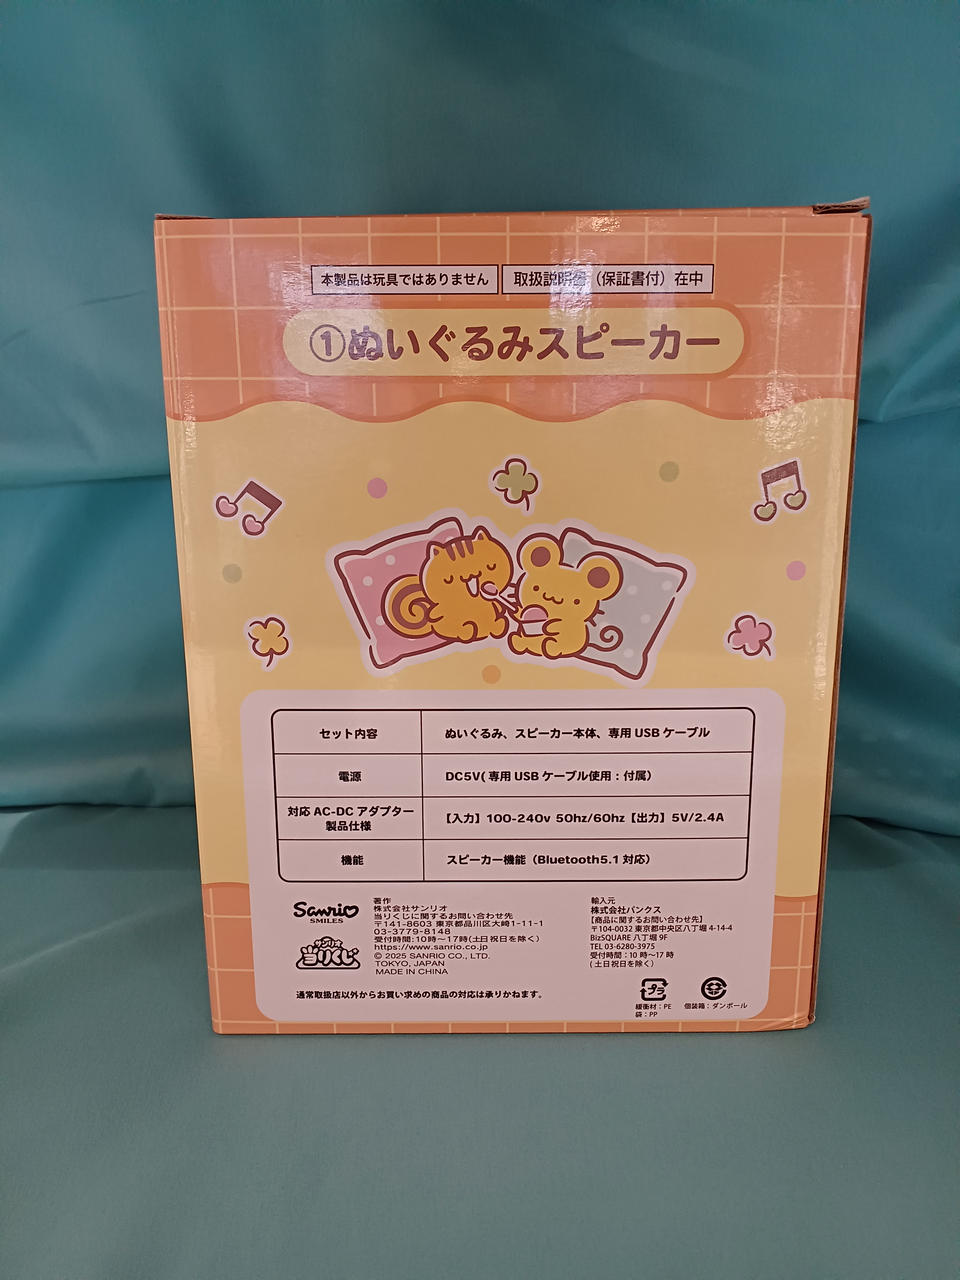 本製品は玩具ではありません
取扱説明書（保証書付）在中
①ぬいぐるみスピーカー
セット内容
ぬいぐるみ、スピーカー本体、専用USBケーブル
電源
DC5V(専用USBケーブル使用：付属)
対応AC-DCアダプター
製品仕様
【入力】100-240v 50hz/60hz【出力】5V/2.4A
機能
スピーカー機能（Bluetooth5.1対応）
Sanrio
SMILES
サンリオ
当りくじ
著作
株式会社サンリオ
当りくじに関するお問い合わせ先
〒141-8603 東京都品川区大崎1-11-1
03-3779-8148
受付時間:10時～17時(土日祝日を除く)
https://www.sanrio.co.jp
© 2025 SANRIO CO., LTD.
TOKYO, JAPAN
MADE IN CHINA
輸入元
株式会社バンクス
【商品に関するお問い合わせ先】
〒104-0032 東京都中央区八丁堀 4-14-4
BizSQUARE 八丁堀 9F
TEL 03-6280-3975
受付時間：10時～17時
(土日祝日を除く)
通常取扱店以外からお買い求めの商品の対応は承りかねます。
プラ
緩衝材：PE
袋：PP
個装箱：ダンボール